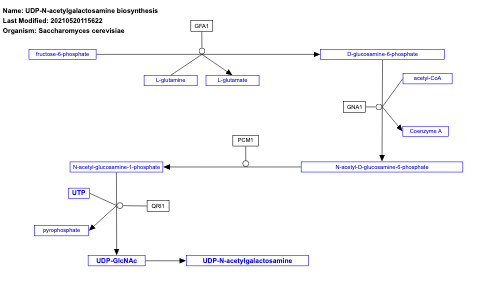 Name: UDP-N-acetylgalactosamine biosynthesis
Last Modified: 20210520115622
Organism: Saccharomyces cerevisiae
GFA1
fructose-6-phosphate
D-glucosamine-6-phosphate
L-glutamine
L-glutamate
acetyl-CoA
GNA1
Coenzyme A
PCM1
N-acetyl-glucosamine-1-phosphate
N-acetyl-D-glucosamine-6-phosphate
UTP
QRI1
pyrophosphate
UDP-GlcNAc
UDP-N-acetylgalactosamine